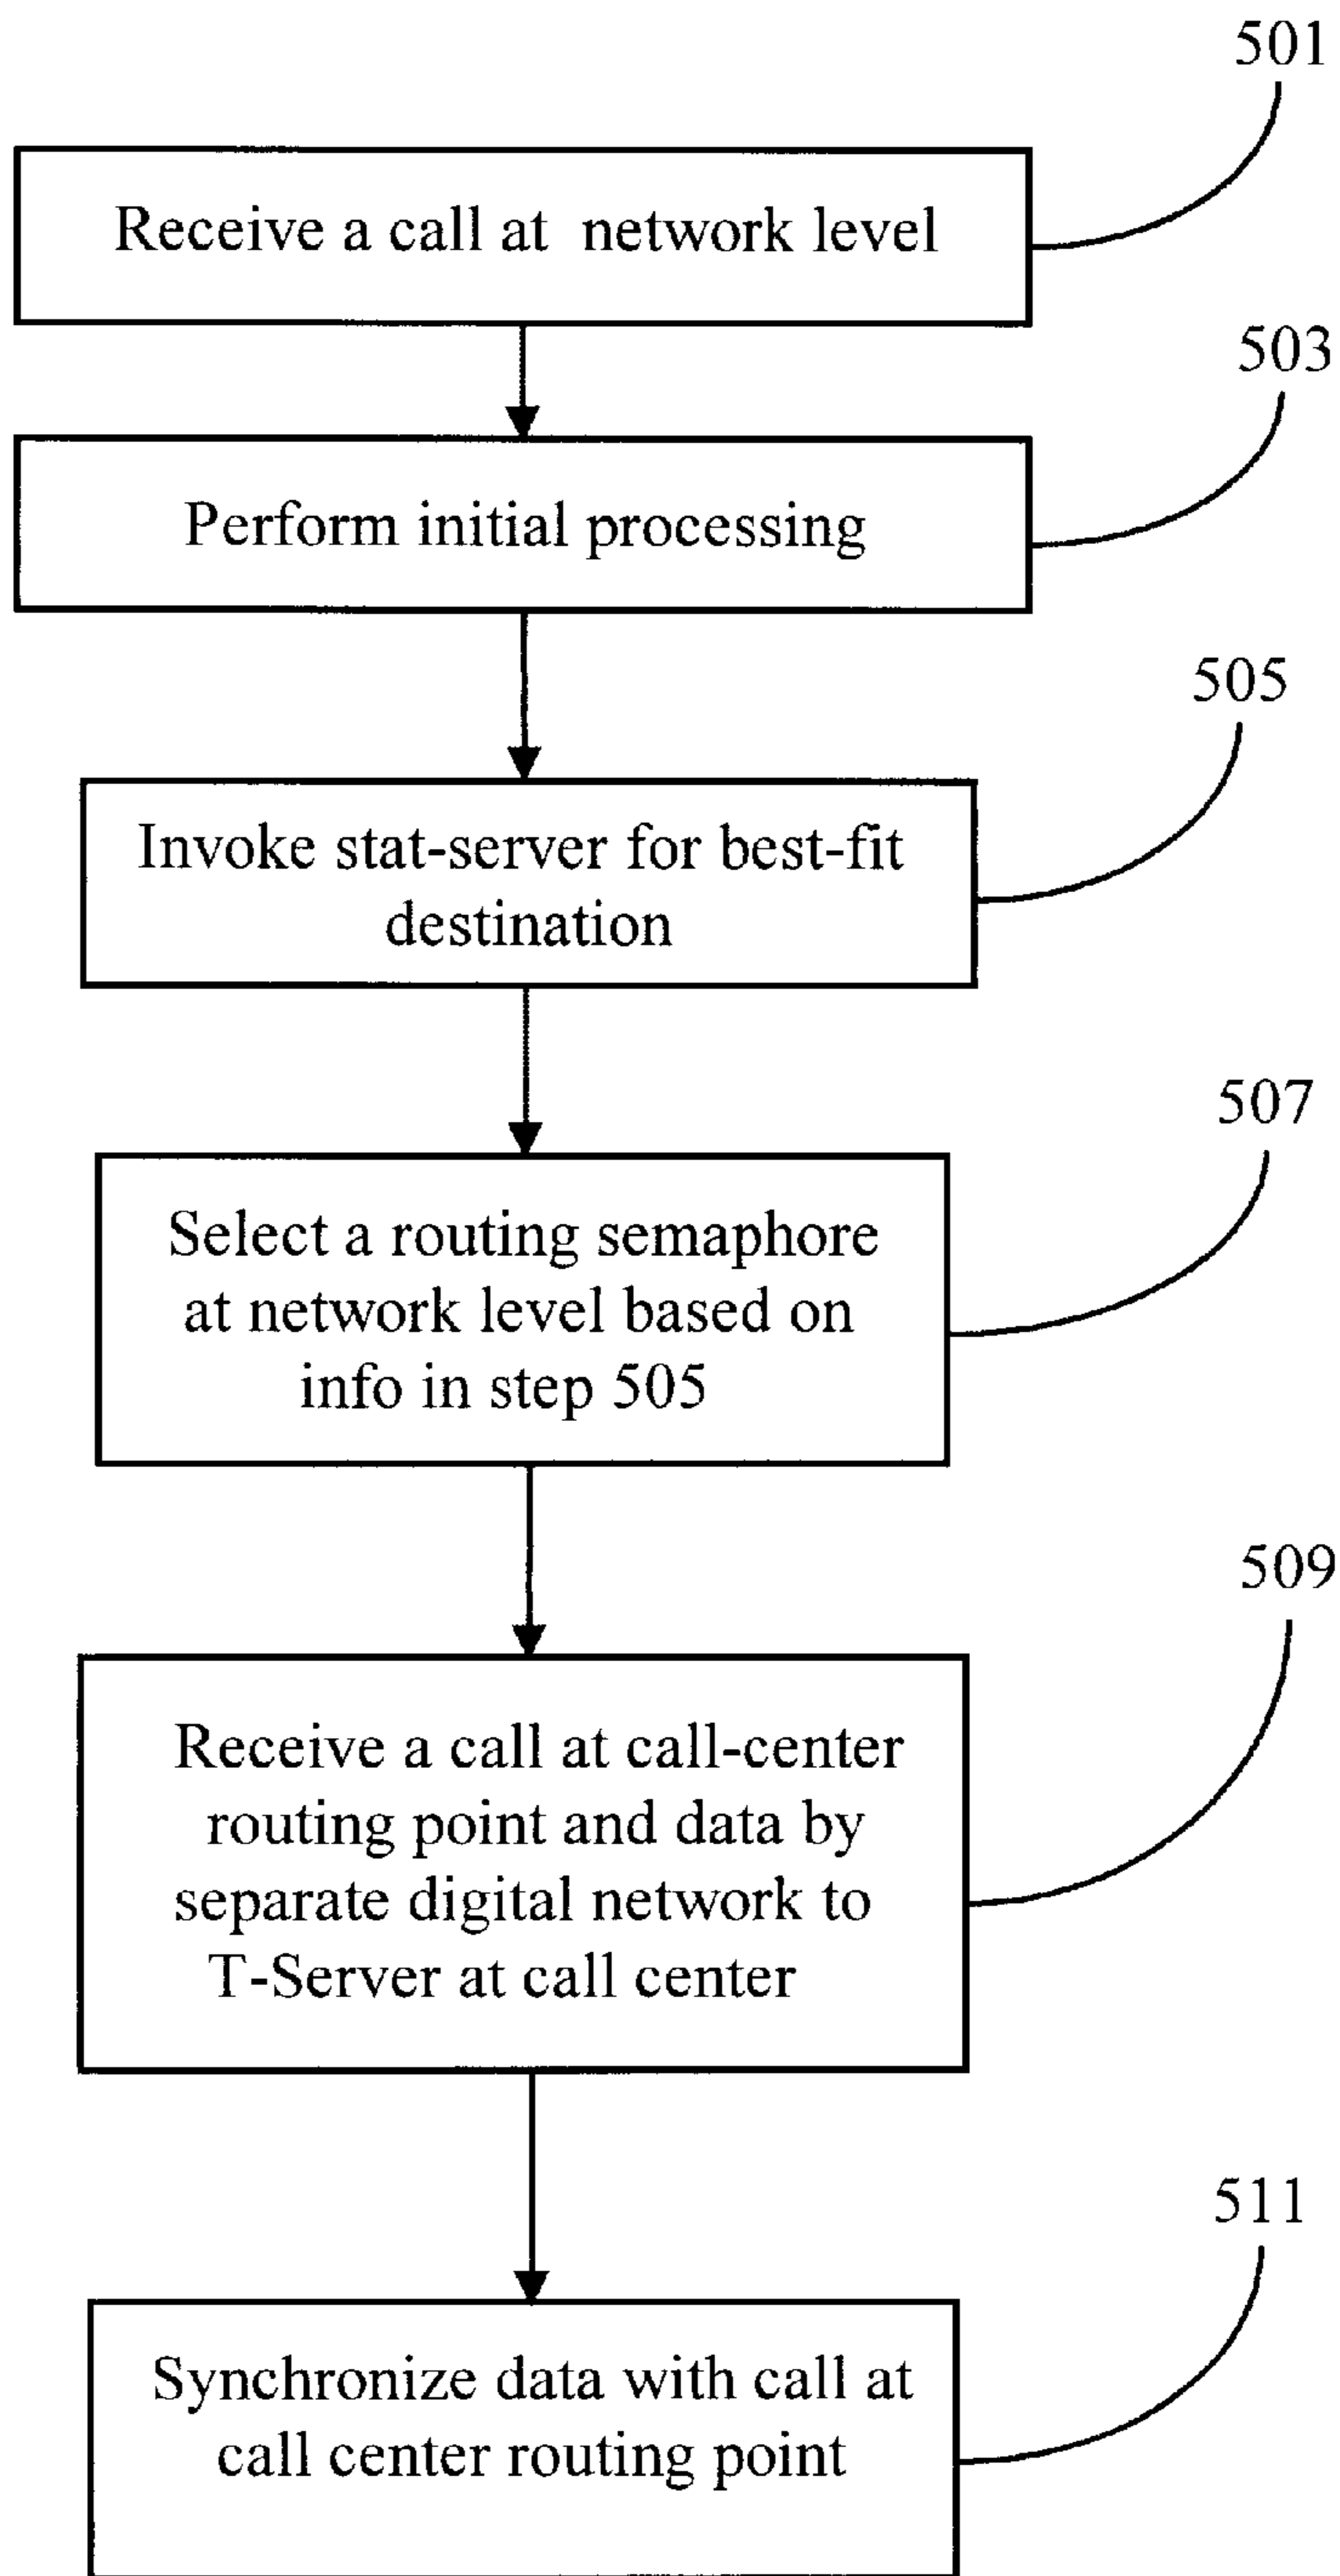 501
Receive a call at network level
503
Perform initial processing
505
Invoke stat-server for best-fit
destination
507
Select a routing semaphore
at network level based on
info in step 505
509
Receive a call at call-center
routing point and data by
separate digital network to
T-Server at call center
511
Synchronize data with call at
call center routing point